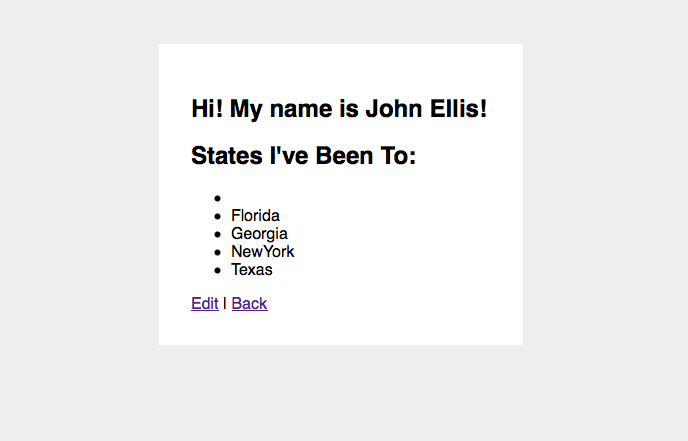 Hi! My name is John Ellis!
States I've Been To:
•
• Florida
• Georgia
• NewYork
• Texas
Edit | Back